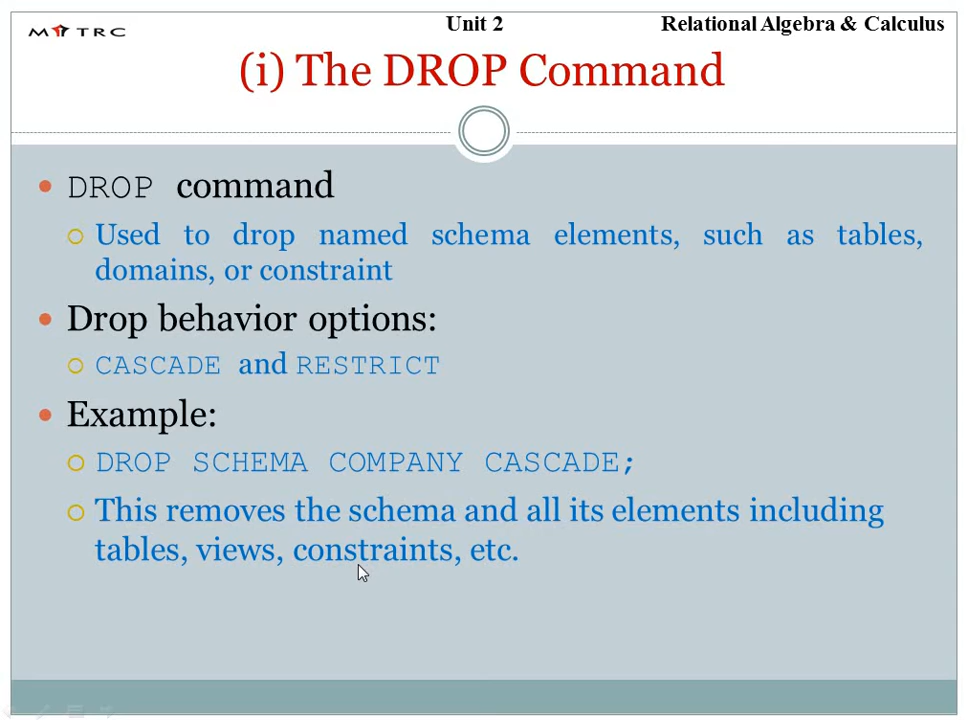 MYTRC
Unit 2
Relational Algebra & Calculus
(i) The DROP Command
DROP command
Used to drop named schema elements, such as tables,
domains, or constraint
Drop behavior options:
CASCADE and RESTRICT
Example:
DROP SCHEMA COMPANY CASCADE;
This removes the schema and all its elements including
tables, views, constraints, etc.